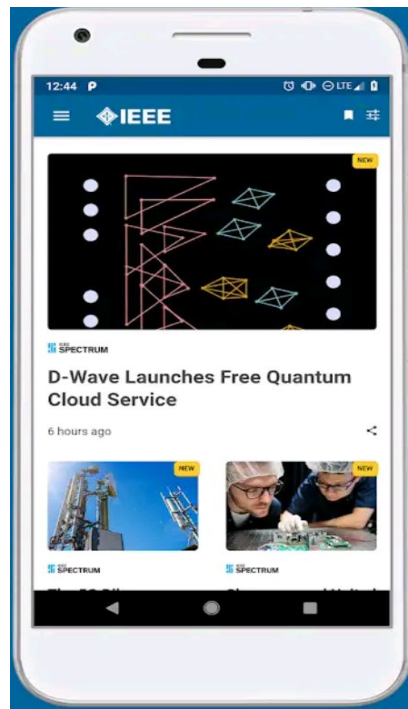 12:44 P
LTE
IEEE
NEW
IEEE
SPECTRUM
D-Wave Launches Free Quantum
Cloud Service
6 hours ago
NEW
NEW
SPECTRUM
SPECTRUM